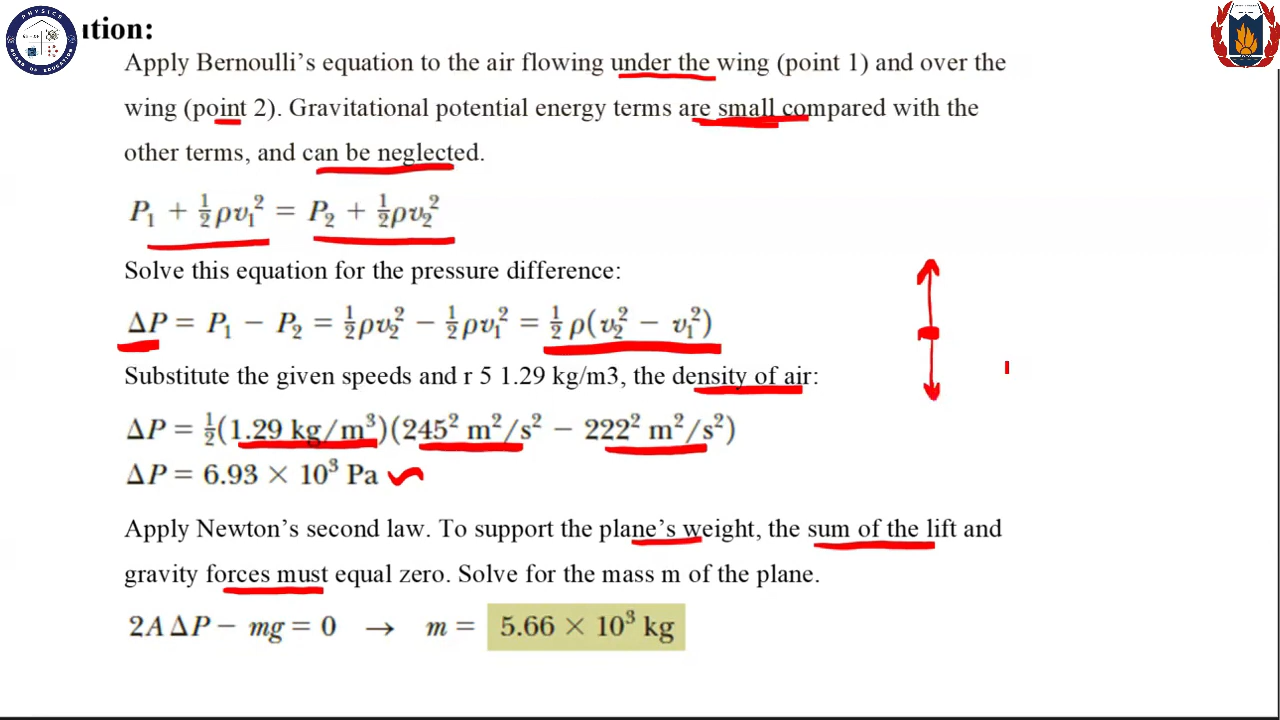 ution:
Apply Bernoulli’s equation to the air flowing under the wing (point 1) and over the
wing (point 2). Gravitational potential energy terms are small compared with the
other terms, and can be neglected.
P₁ + ½ρv₁² = P₂ + ½ρv₂²
Solve this equation for the pressure difference:
ΔP = P₁ − P₂ = ½ρv₂² − ½ρv₁² = ½ρ(v₂² − v₁²)
Substitute the given speeds and r 5 1.29 kg/m3, the density of air:
ΔP = ½(1.29 kg/m³)(245² m²/s² − 222² m²/s²)
ΔP = 6.93 × 10³ Pa
Apply Newton’s second law. To support the plane’s weight, the sum of the lift and
gravity forces must equal zero. Solve for the mass m of the plane.
2AΔP − mg = 0 → m = 5.66 × 10³ kg
PHYSICS
BOARD OF EDUCATION